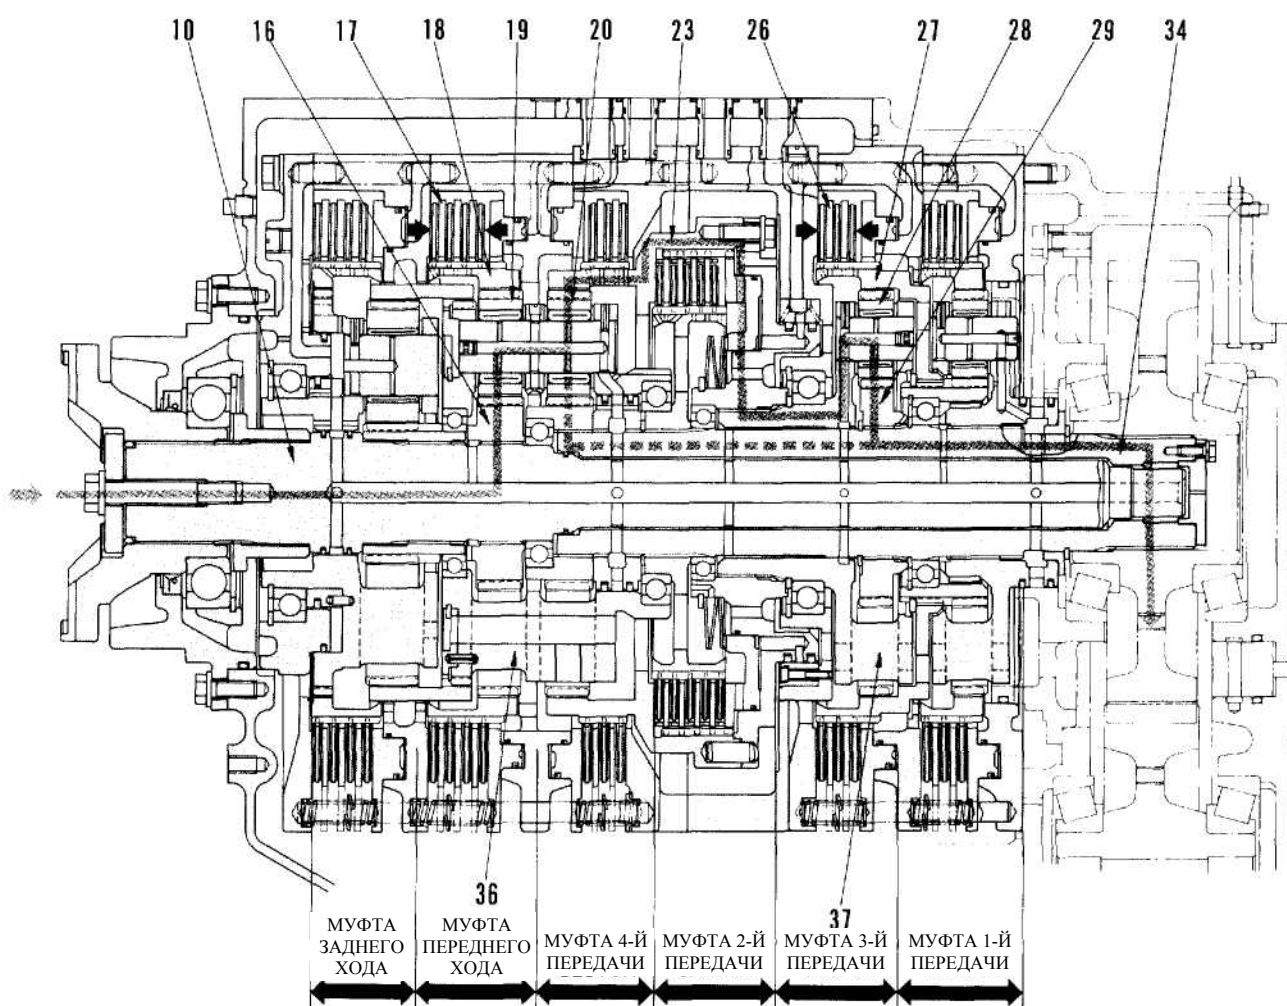 10 16 17 18 19 20 23 26 27 28 29 34
36
37
МУФТА
ЗАДНЕГО
ХОДА
МУФТА
ПЕРЕДНЕГО
ХОДА
МУФТА 4-Й
ПЕРЕДАЧИ
МУФТА 2-Й
ПЕРЕДАЧИ
МУФТА 3-Й
ПЕРЕДАЧИ
МУФТА 1-Й
ПЕРЕДАЧИ